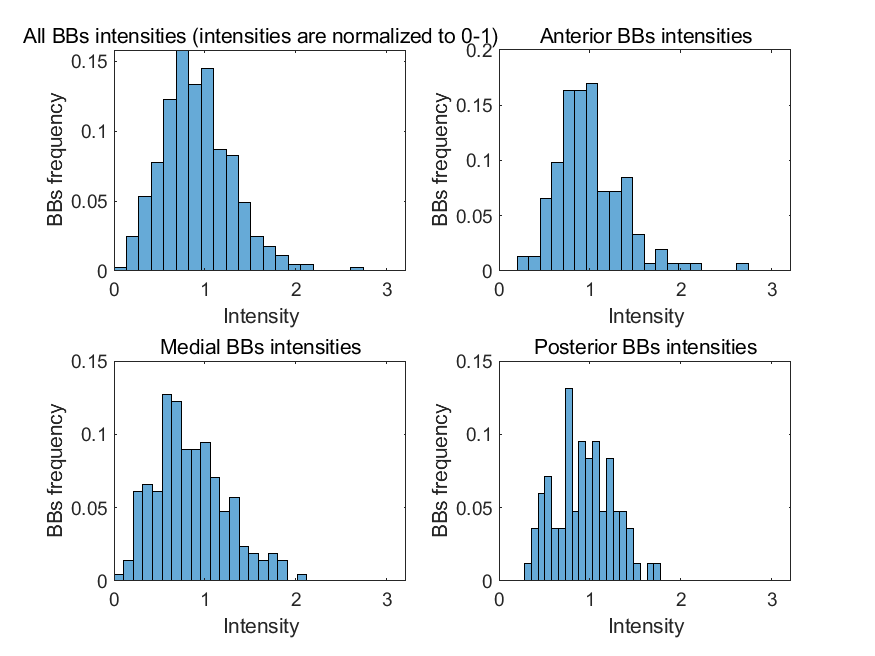 All BBs intensities (intensities are normalized to 0-1)
BBs frequency
0.15
0.1
0.05
0
0 1 2 3
Intensity
Anterior BBs intensities
BBs frequency
0.2
0.15
0.1
0.05
0
0 1 2 3
Intensity
Medial BBs intensities
BBs frequency
0.15
0.1
0.05
0
0 1 2 3
Intensity
Posterior BBs intensities
BBs frequency
0.15
0.1
0.05
0
0 1 2 3
Intensity